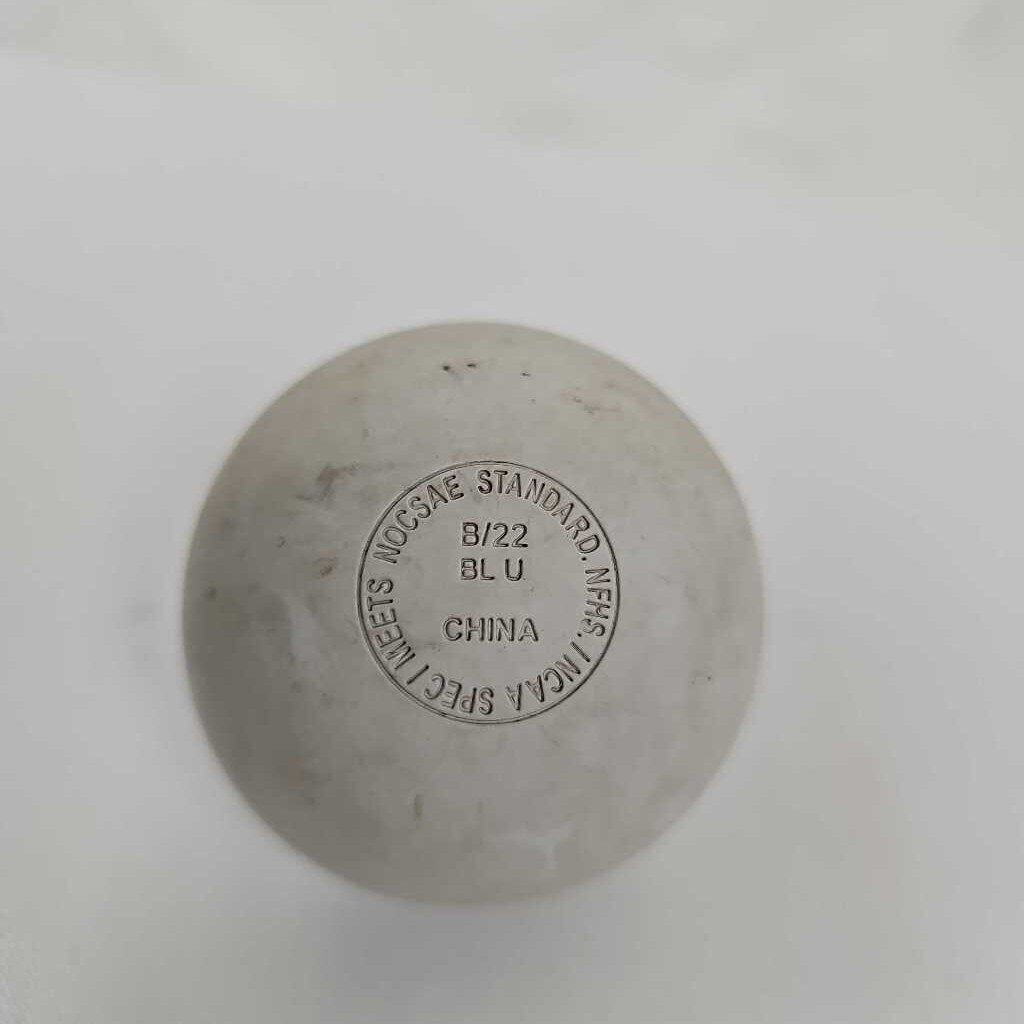 MEETS NOCSAE STANDARD. NFHS. / NCAA SPEC /
B/22
BL U
CHINA